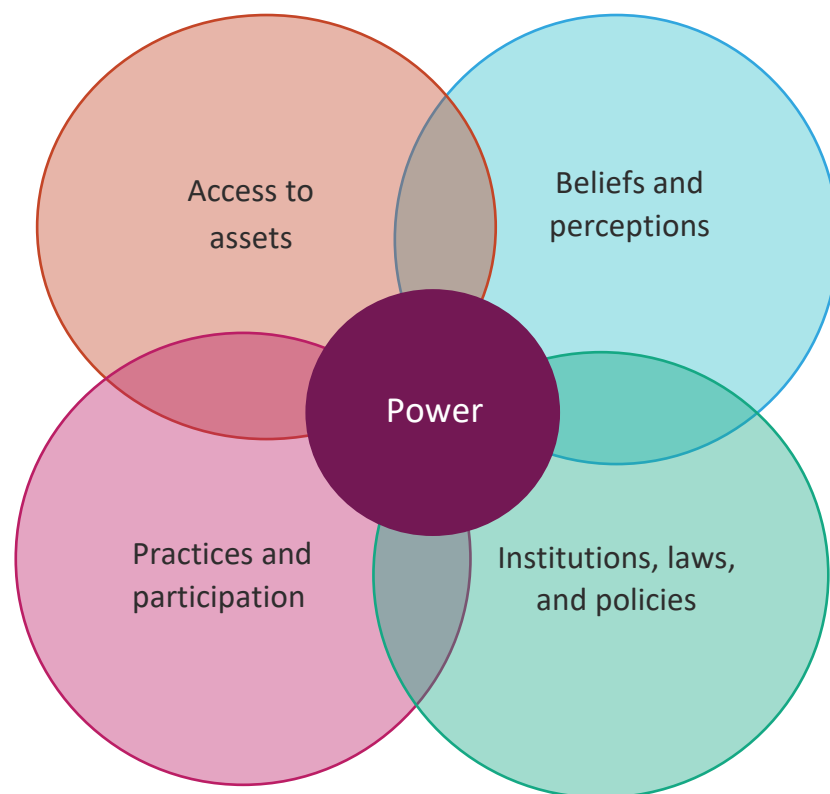 Access to
assets
Beliefs and
perceptions
Power
Practices and
participation
Institutions, laws,
and policies